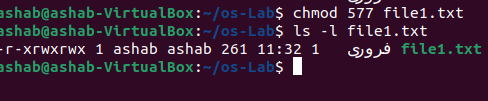 ashab@ashab-VirtualBox:~/os-Lab$ chmod 577 file1.txt
ashab@ashab-VirtualBox:~/os-Lab$ ls -l file1.txt
-r-xrwxrwx 1 ashab ashab 261 11:32 1 فروری file1.txt
ashab@ashab-VirtualBox:~/os-Lab$